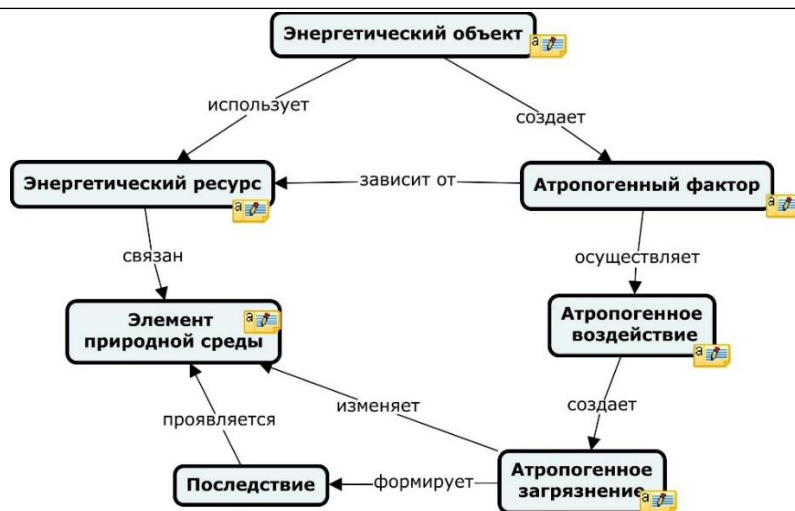 Энергетический объект
использует
создает
Энергетический ресурс
зависит от
Атропогенный фактор
связан
осуществляет
Элемент
природной среды
Атропогенное
воздействие
изменяет
создает
проявляется
Последствие
формирует
Атропогенное
загрязнение